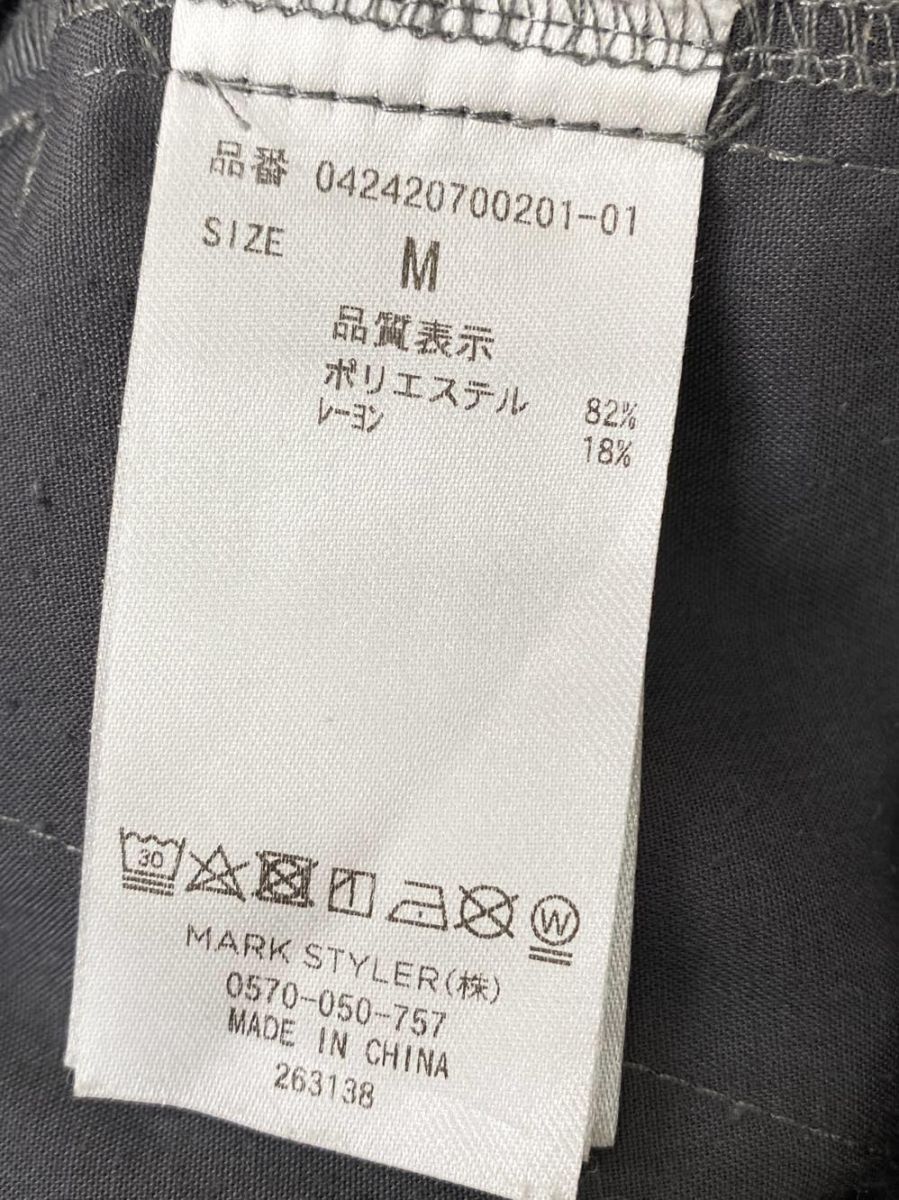 品番 042420700201-01
SIZE M
品質表示
ポリエステル 82%
レーヨン 18%
30
W
MARK STYLER(株)
0570-050-757
MADE IN CHINA
263138